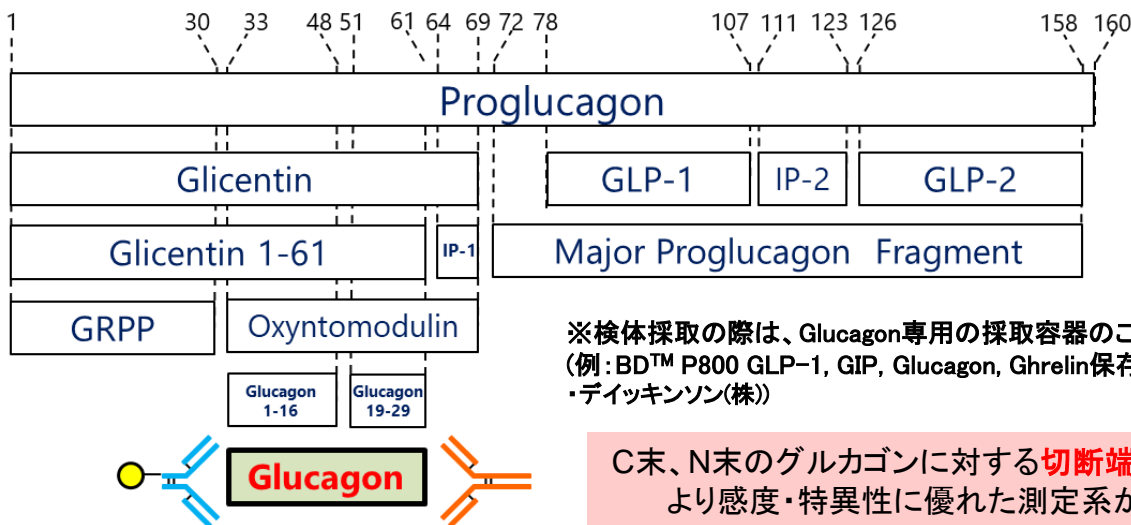 1 30 33 48 51 61 64 69 72 78 107 111 123 126 158 160
Proglucagon
Glicentin GLP-1 IP-2 GLP-2
Glicentin 1-61 IP-1 Major Proglucagon Fragment
GRPP Oxyntomodulin
※検体採取の際は、Glucagon専用の採取容器のこ
(例:BD™ P800 GLP-1, GIP, Glucagon, Ghrelin保存
・デイッキンソン(株))
Glucagon
1-16
Glucagon
19-29
Glucagon
C末、N末のグルカゴンに対する切断端
より感度・特異性に優れた測定系が